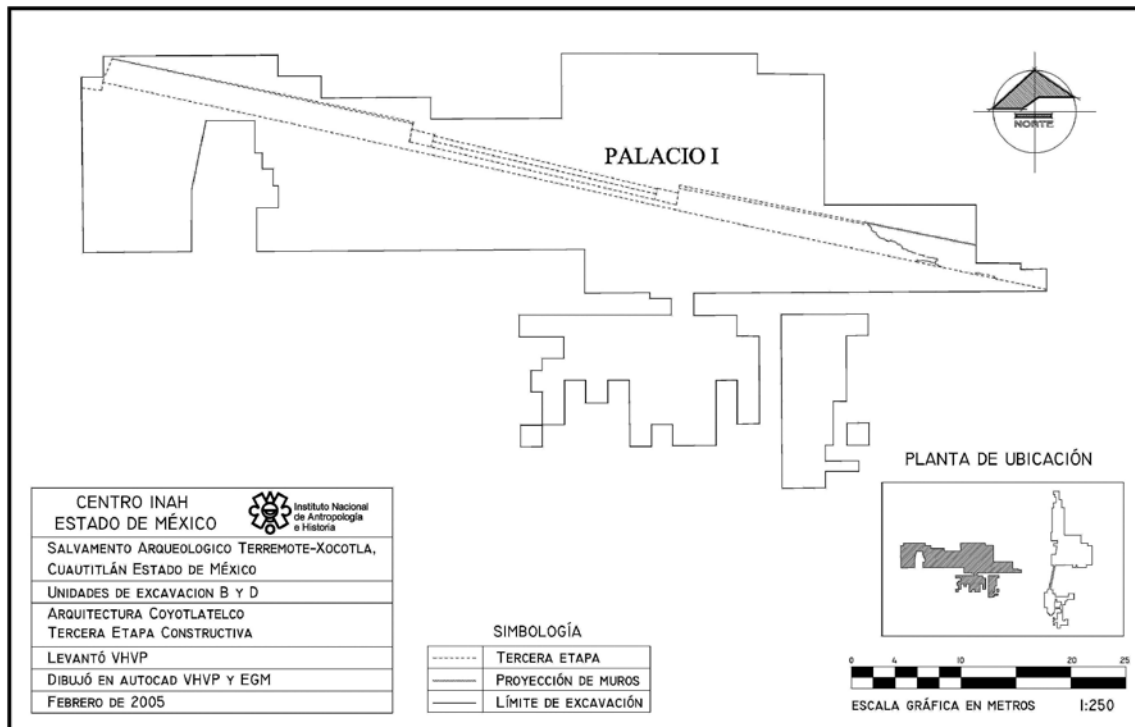 PALACIO I
NORTE
CENTRO INAH
ESTADO DE MÉXICO
Instituto Nacional
de Antropología
e Historia
SALVAMENTO ARQUEOLOGICO TERREMOTE-XOCOTLA,
CUAUTITLÁN ESTADO DE MÉXICO
UNIDADES DE EXCAVACION B Y D
ARQUITECTURA COYOTLATELCO
TERCERA ETAPA CONSTRUCTIVA
LEVANTÓ VHVP
DIBUJÓ EN AUTOCAD VHVP Y EGM
FEBRERO DE 2005
SIMBOLOGÍA
TERCERA ETAPA
PROYECCIÓN DE MUROS
LÍMITE DE EXCAVACIÓN
PLANTA DE UBICACIÓN
0 4 10 20 25
ESCALA GRÁFICA EN METROS 1:250